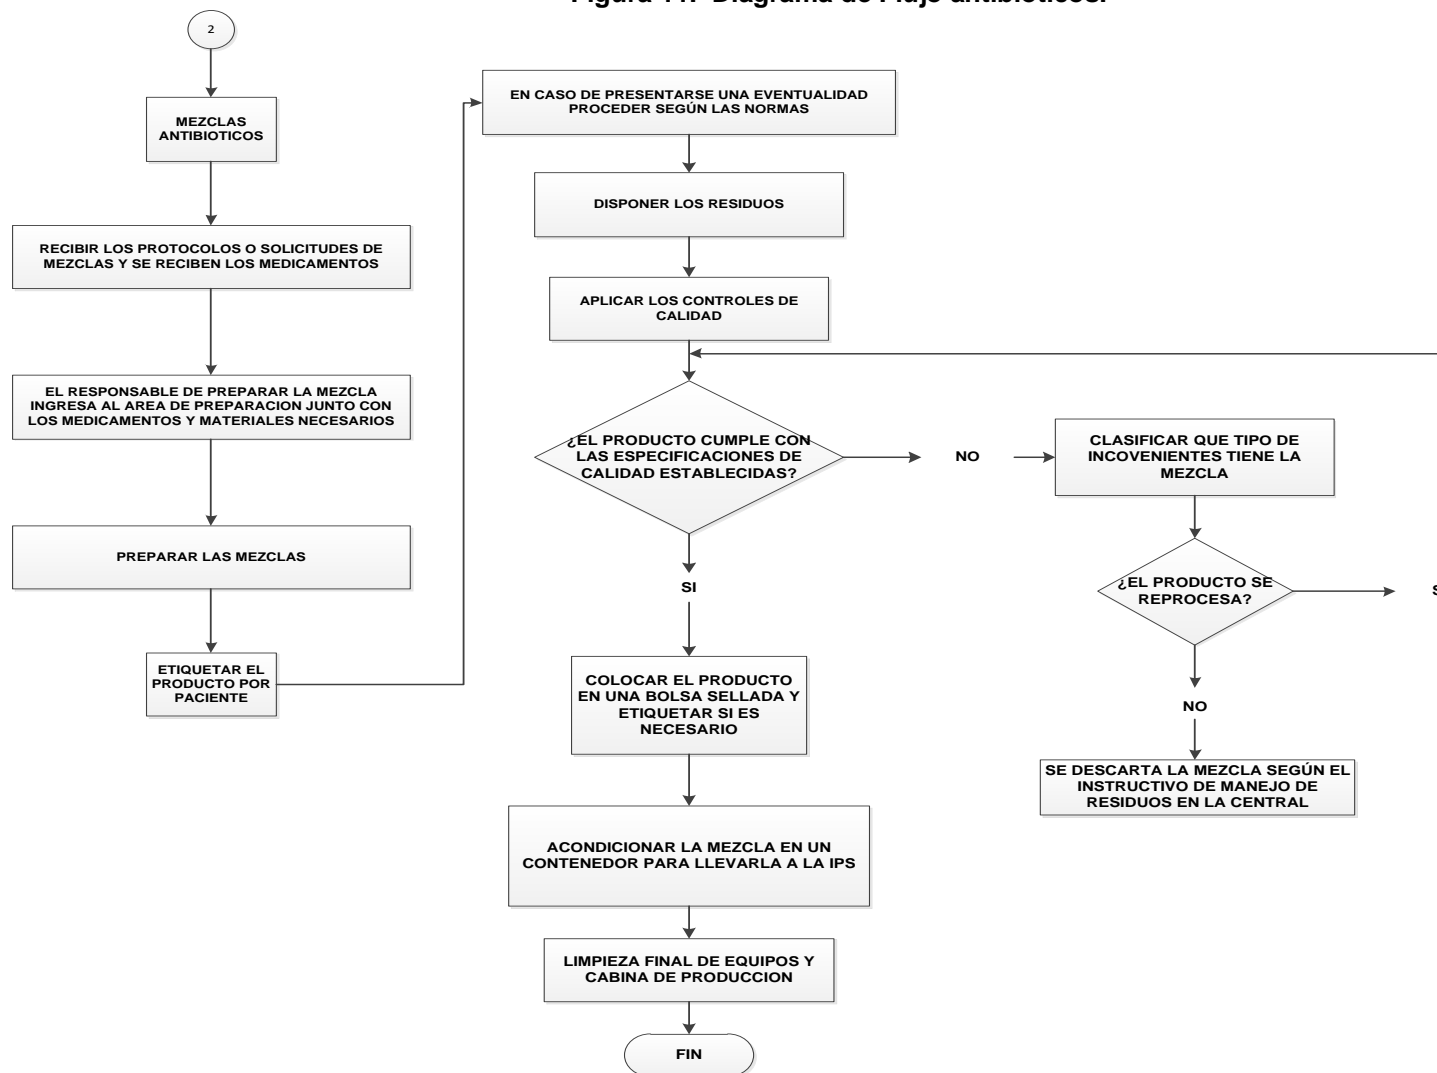 2
MEZCLAS
ANTIBIOTICOS
RECIBIR LOS PROTOCOLOS O SOLICITUDES DE
MEZCLAS Y SE RECIBEN LOS MEDICAMENTOS
EL RESPONSABLE DE PREPARAR LA MEZCLA
INGRESA AL AREA DE PREPARACION JUNTO CON
LOS MEDICAMENTOS Y MATERIALES NECESARIOS
PREPARAR LAS MEZCLAS
ETIQUETAR EL
PRODUCTO POR
PACIENTE
EN CASO DE PRESENTARSE UNA EVENTUALIDAD
PROCEDER SEGÚN LAS NORMAS
DISPONER LOS RESIDUOS
APLICAR LOS CONTROLES DE
CALIDAD
¿EL PRODUCTO CUMPLE CON
LAS ESPECIFICACIONES DE
CALIDAD ESTABLECIDAS?
SI
COLOCAR EL PRODUCTO
EN UNA BOLSA SELLADA Y
ETIQUETAR SI ES
NECESARIO
ACONDICIONAR LA MEZCLA EN UN
CONTENEDOR PARA LLEVARLA A LA IPS
LIMPIEZA FINAL DE EQUIPOS Y
CABINA DE PRODUCCION
FIN
NO
CLASIFICAR QUE TIPO DE
INCOVENIENTES TIENE LA
MEZCLA
¿EL PRODUCTO SE
REPROCESA?
NO
SE DESCARTA LA MEZCLA SEGÚN EL
INSTRUCTIVO DE MANEJO DE
RESIDUOS EN LA CENTRAL